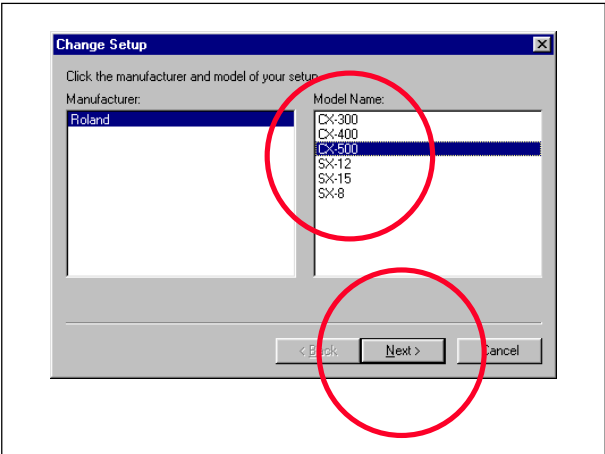 Change Setup
Click the manufacturer and model of your setup.
Manufacturer:
Roland
Model Name:
CX-300
CX-400
CX-500
SX-12
SX-15
SX-8
< Back
Next >
Cancel